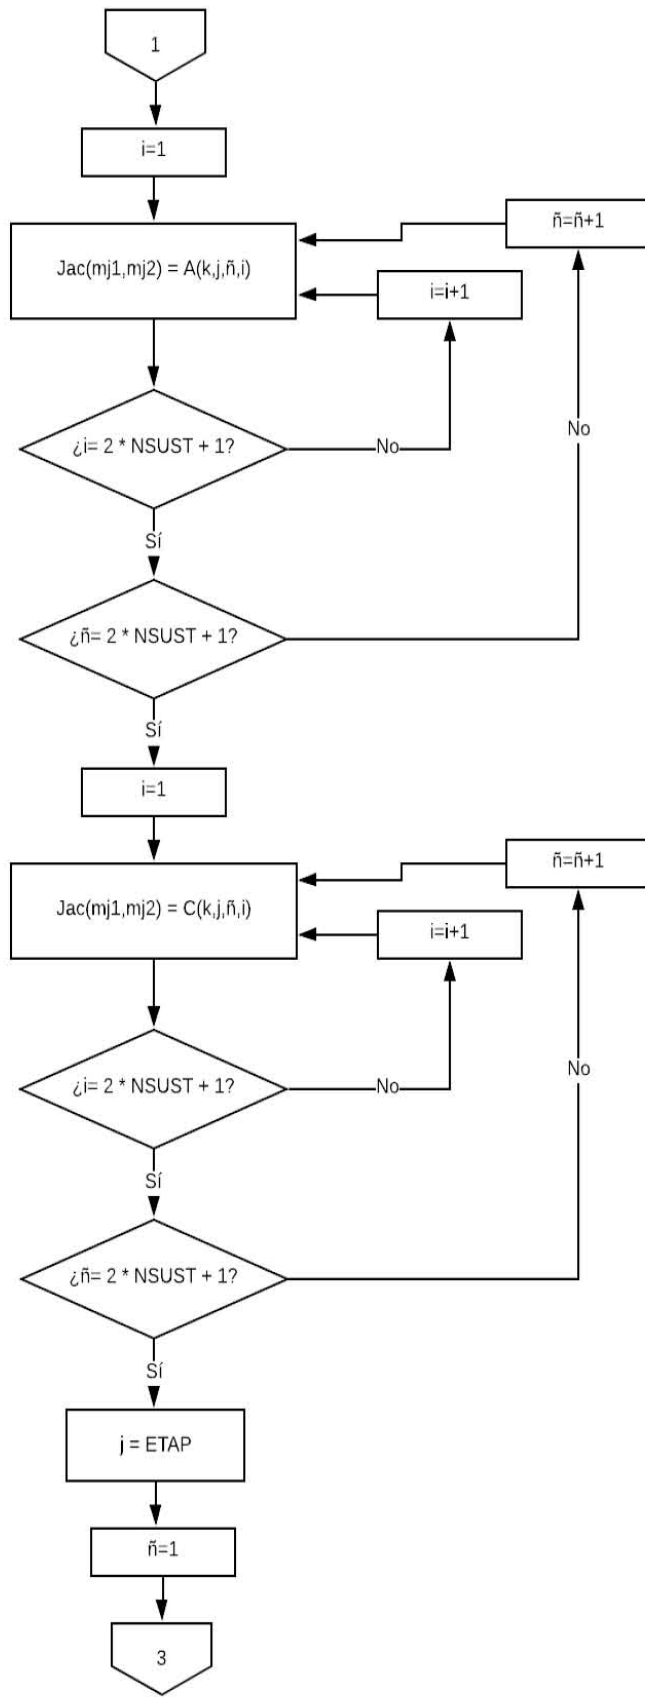 1
i=1
ñ=ñ+1
Jac(mj1,mj2) = A(k,j,ñ,i)
i=i+1
No
¿i= 2 * NSUST + 1?
No
Sí
¿ñ= 2 * NSUST + 1?
Sí
i=1
ñ=ñ+1
Jac(mj1,mj2) = C(k,j,ñ,i)
i=i+1
No
¿i= 2 * NSUST + 1?
No
Sí
¿ñ= 2 * NSUST + 1?
Sí
j = ETAP
ñ=1
3